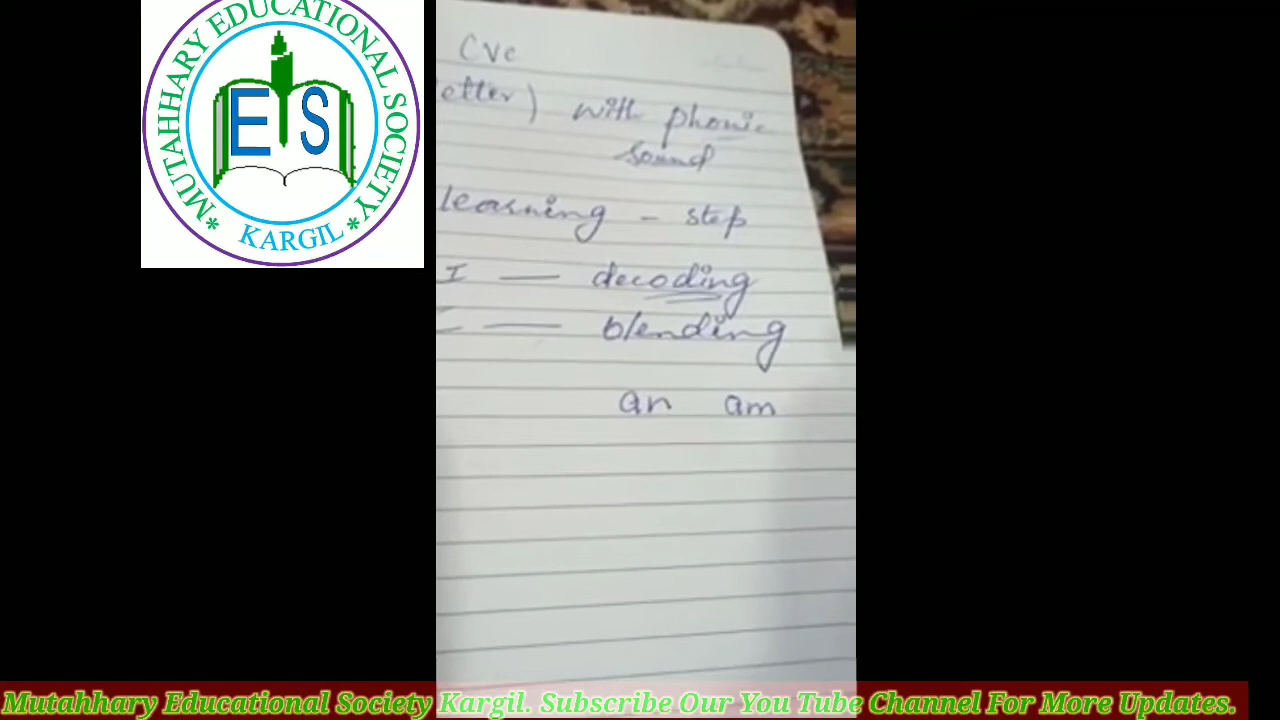 MUTAHHARY EDUCATIONAL SOCIETY
E S
* KARGIL *
CVC
etter) with phonic
sound
learning - step
I — decoding
— blending
an am
Mutahhary Educational Society Kargil. Subscribe Our You Tube Channel For More Updates.